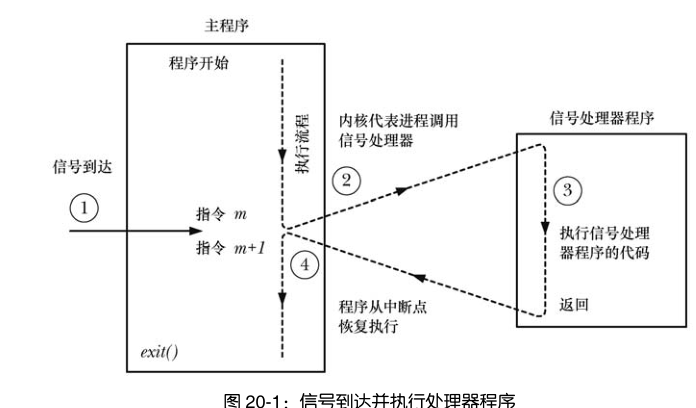 主程序
程序开始
执行流程
内核代表进程调用
信号处理器
信号处理器程序
信号到达
①
②
③
指令 m
指令 m+1
执行信号处理
器程序的代码
④
程序从中断点
恢复执行
返回
exit()
图 20-1：信号到达并执行处理器程序